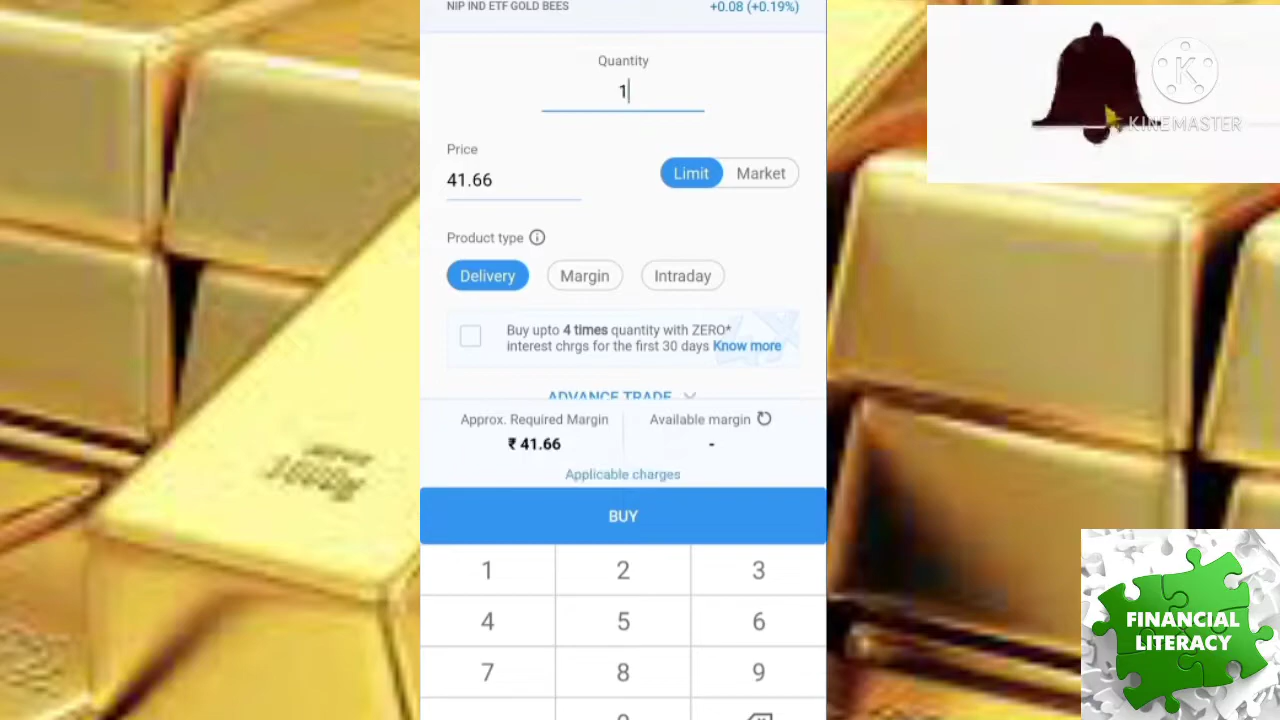 NIP IND ETF GOLD BEES
+0.08 (+0.19%)
Quantity
1
Price
41.66
Limit
Market
Product type
Delivery
Margin
Intraday
Buy upto 4 times quantity with ZERO*
interest chrgs for the first 30 days Know more
ADVANCE TRADE
Approx. Required Margin
Available margin
₹ 41.66
-
Applicable charges
BUY
1 2 3
4 5 6
7 8 9
K
KINEMASTER
FINANCIAL
LITERACY